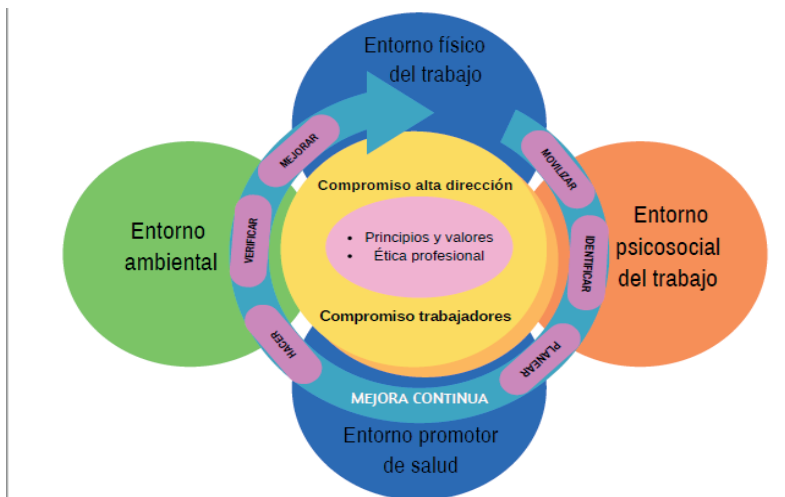 Entorno físico
del trabajo
MEJORAR
MOVILIZAR
Compromiso alta dirección
Entorno
ambiental
VERIFICAR
• Principios y valores
• Ética profesional
IDENTIFICAR
Entorno
psicosocial
del trabajo
Compromiso trabajadores
HACER
PLANEAR
MEJORA CONTINUA
Entorno promotor
de salud